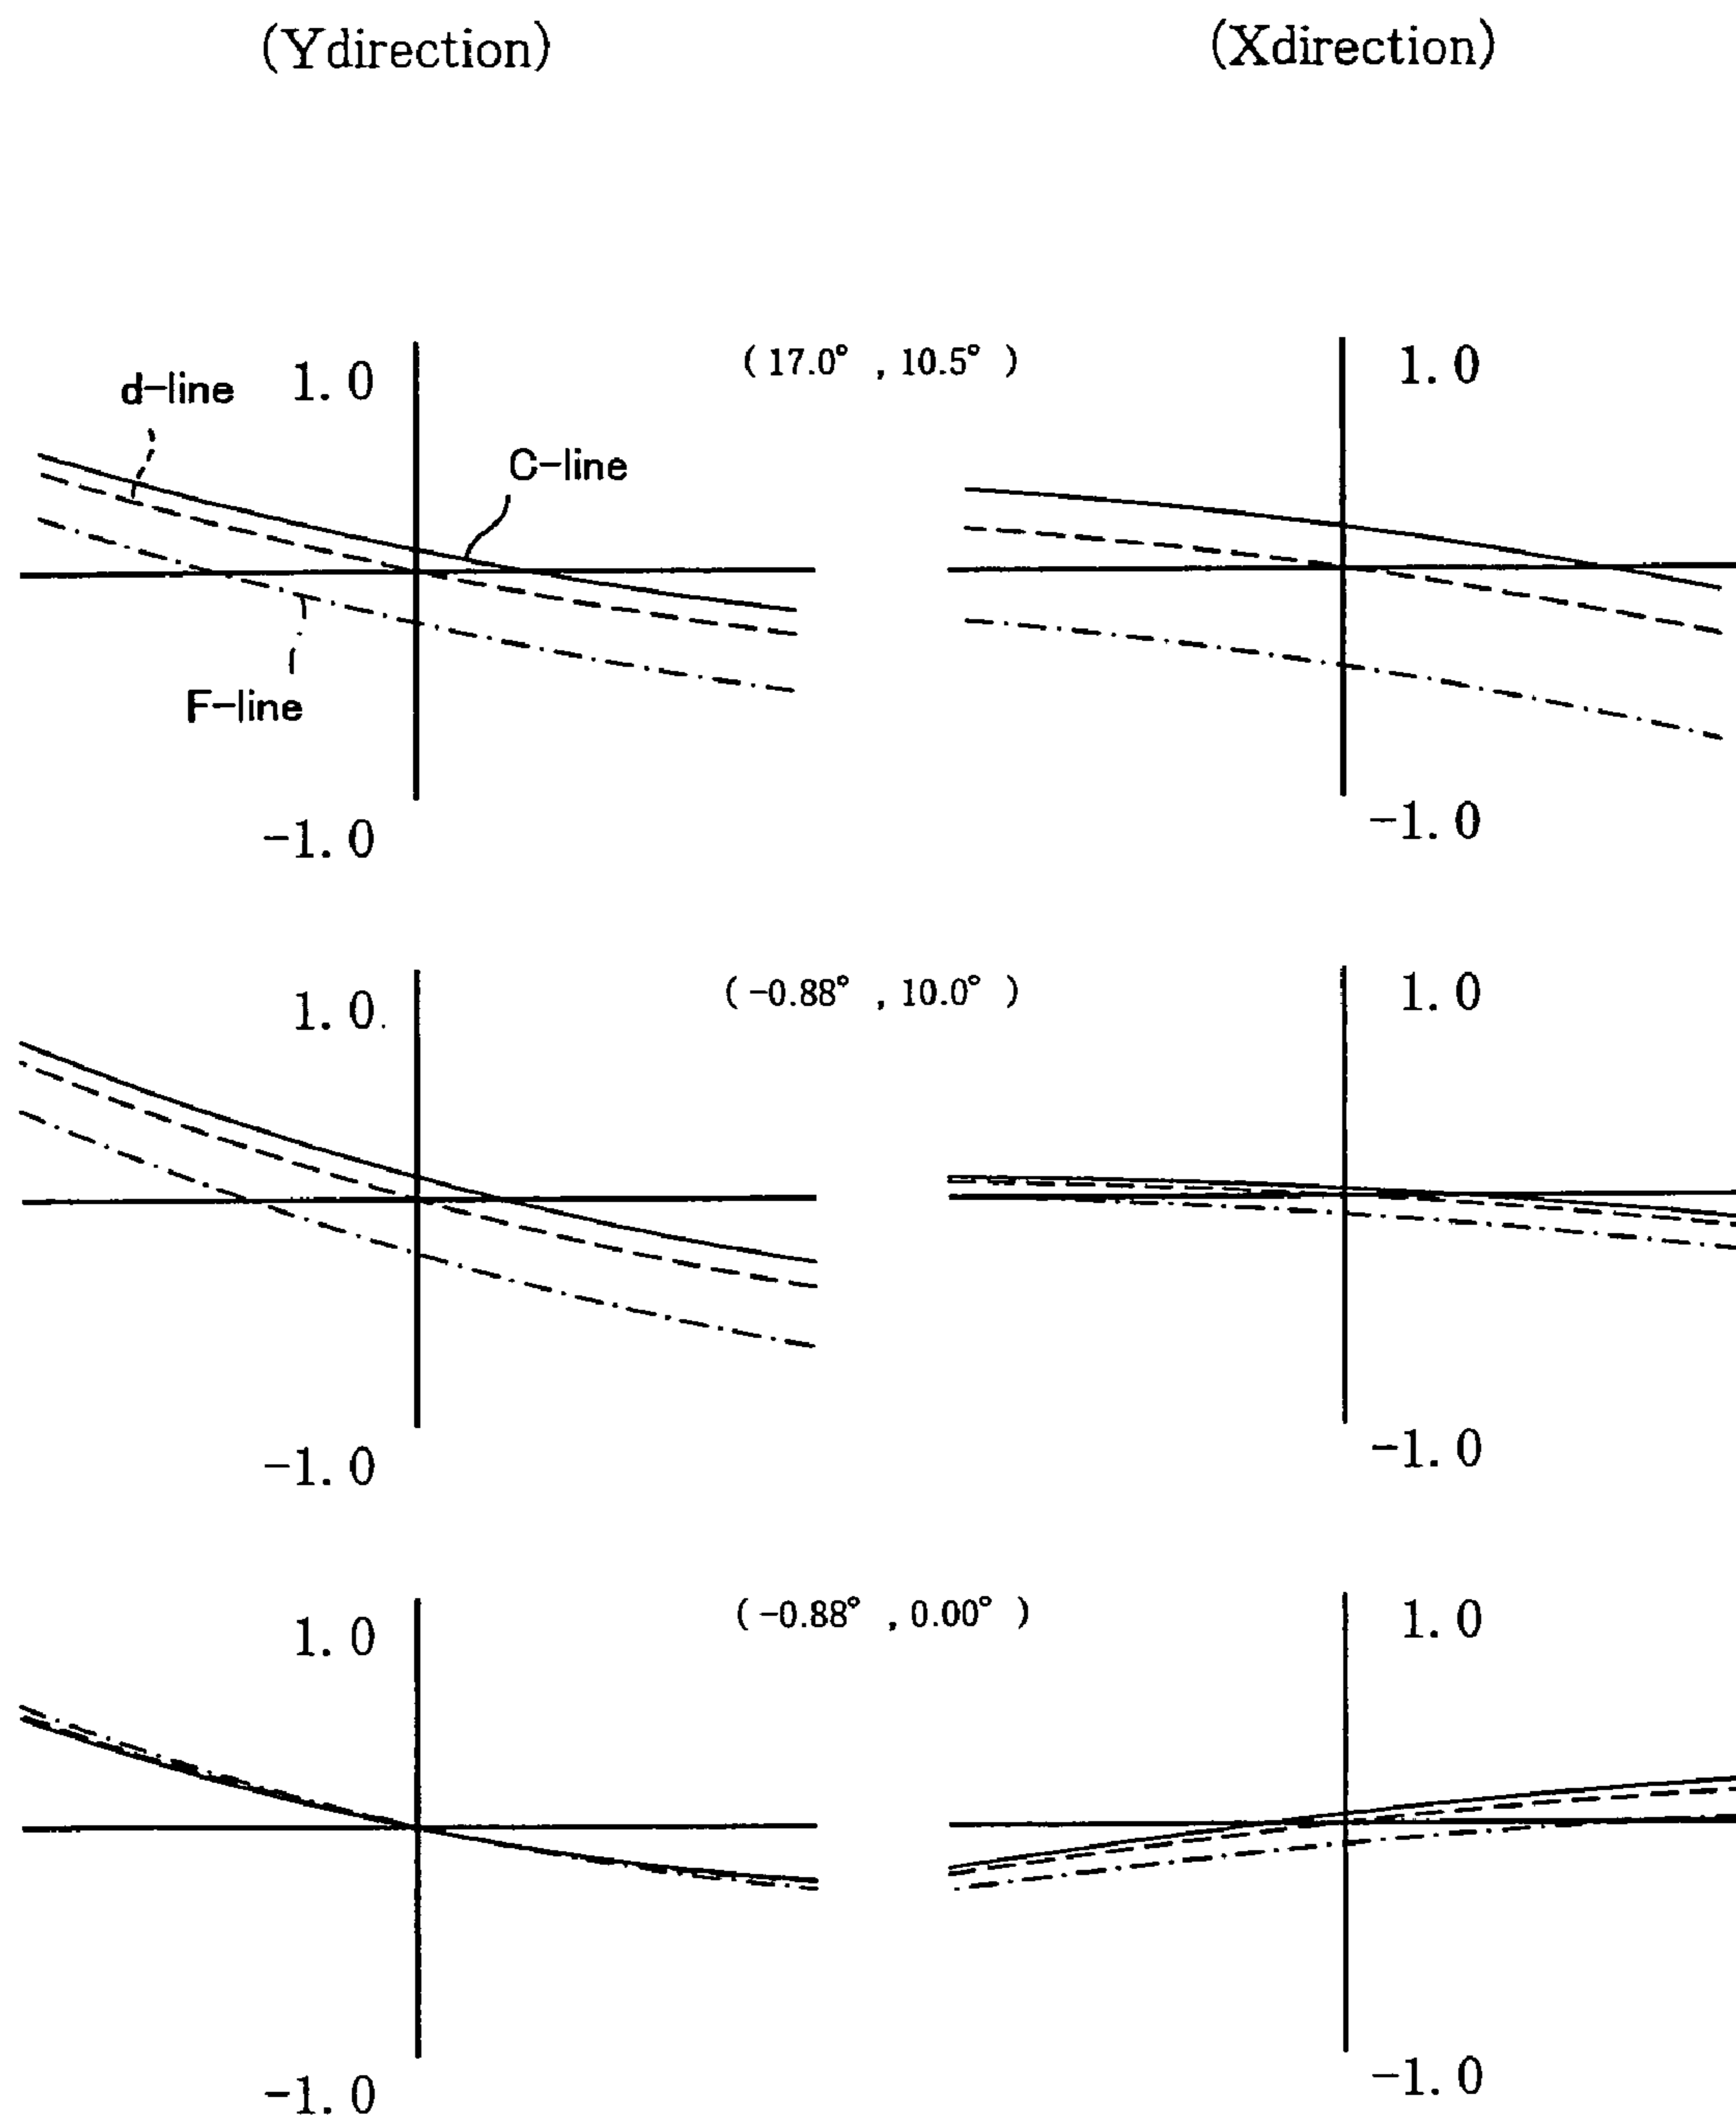 (Ydirection)
(Xdirection)
( 17.0° , 10.5° )
1.0
d-line
C-line
F-line
-1.0
1.0
-1.0
( -0.88° , 10.0° )
1.0
-1.0
1.0
-1.0
( -0.88° , 0.00° )
1.0
-1.0
1.0
-1.0